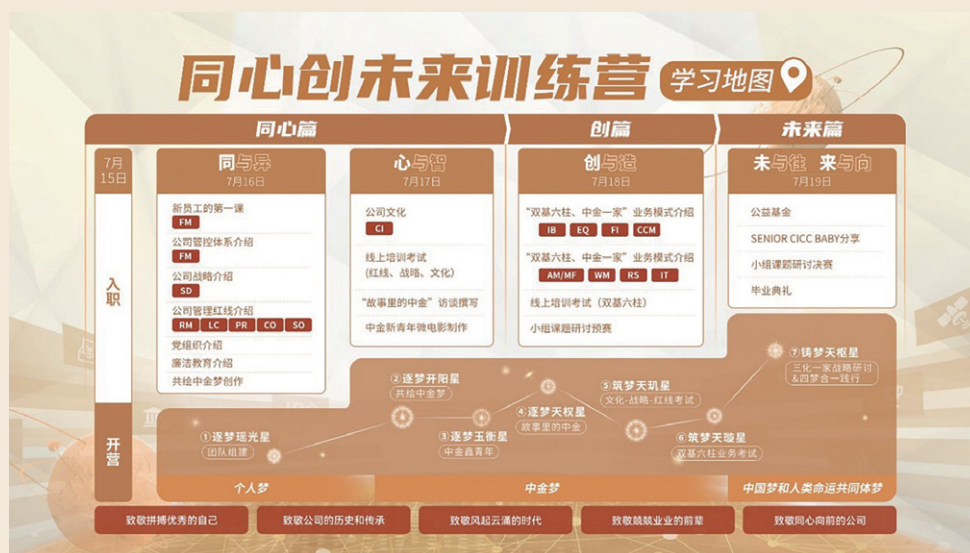 同心创未来训练营 学习地图
同心篇
创篇
未来篇
7月
15日
入职
开营
同与异
7月16日
新员工的第一课
FM
公司管控体系介绍
FM
公司战略介绍
SD
公司管理红线介绍
RM LC PR CO SO
党组织介绍
廉洁教育介绍
共绘中金梦创作
心与智
7月17日
公司文化
CI
线上培训考试
(红线、战略、文化)
“故事里的中金”访谈撰写
中金新青年微电影制作
创与造
7月18日
“双基六柱、中金一家”业务模式介绍
IB EQ FI CCM
“双基六柱、中金一家”业务模式介绍
AM/MF WM RS IT
线上培训考试（双基六柱）
小组课题研讨预赛
未与往 来与向
7月19日
公益基金
SENIOR CICC BABY分享
小组课题研讨决赛
毕业典礼
①逐梦瑶光星
团队组建
②逐梦开阳星
共绘中金梦
③逐梦玉衡星
中金鑫青年
④逐梦天权星
故事里的中金
⑤筑梦天玑星
文化-战略-红线考试
⑥筑梦天璇星
双基六柱业务考试
⑦铸梦天枢星
三化一家战略研讨
&四梦合一践行
个人梦
中金梦
中国梦和人类命运共同体梦
致敬拼搏优秀的自己
致敬公司的历史和传承
致敬风起云涌的时代
致敬兢兢业业的前辈
致敬同心向前的公司